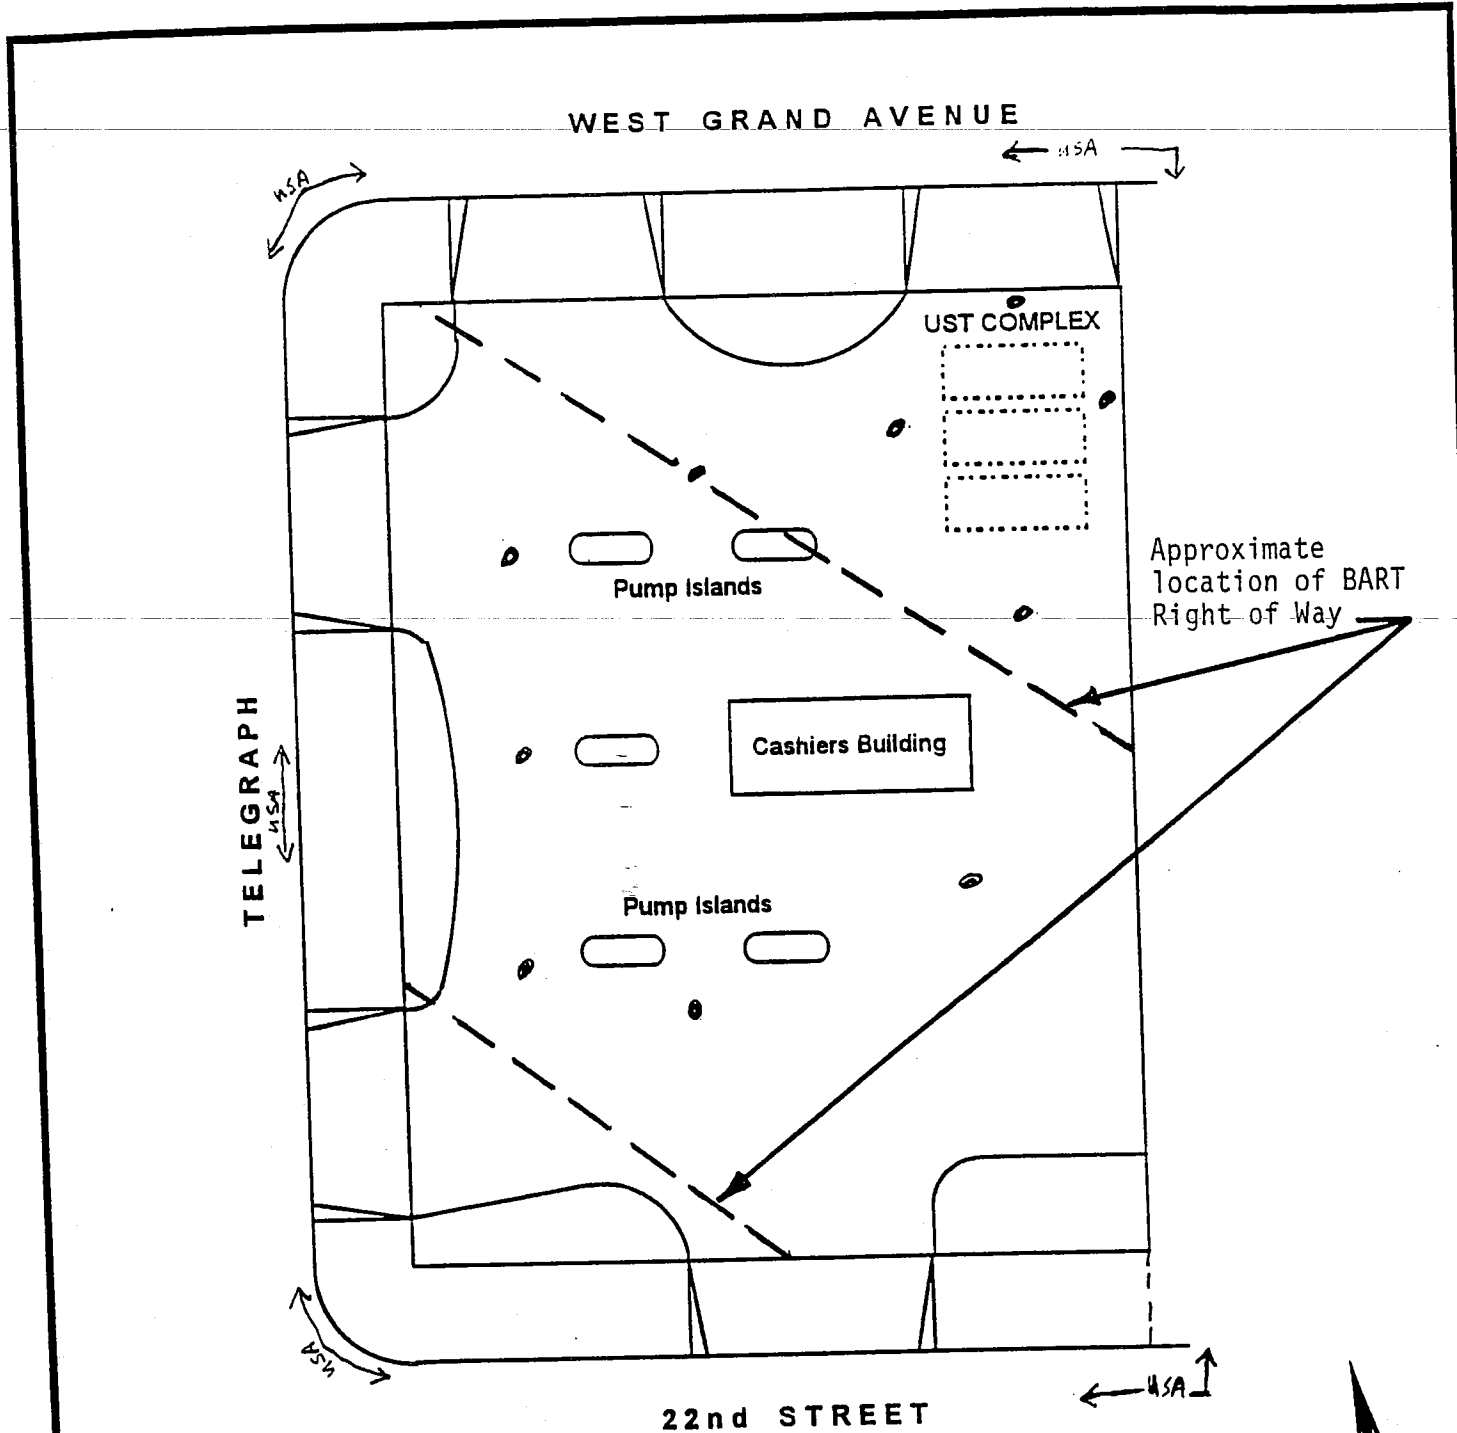 WEST GRAND AVENUE
USA
USA
UST COMPLEX
Approximate
location of BART
Right of Way
Pump Islands
TELEGRAPH
USA
Cashiers Building
Pump Islands
USA
USA
22nd STREET